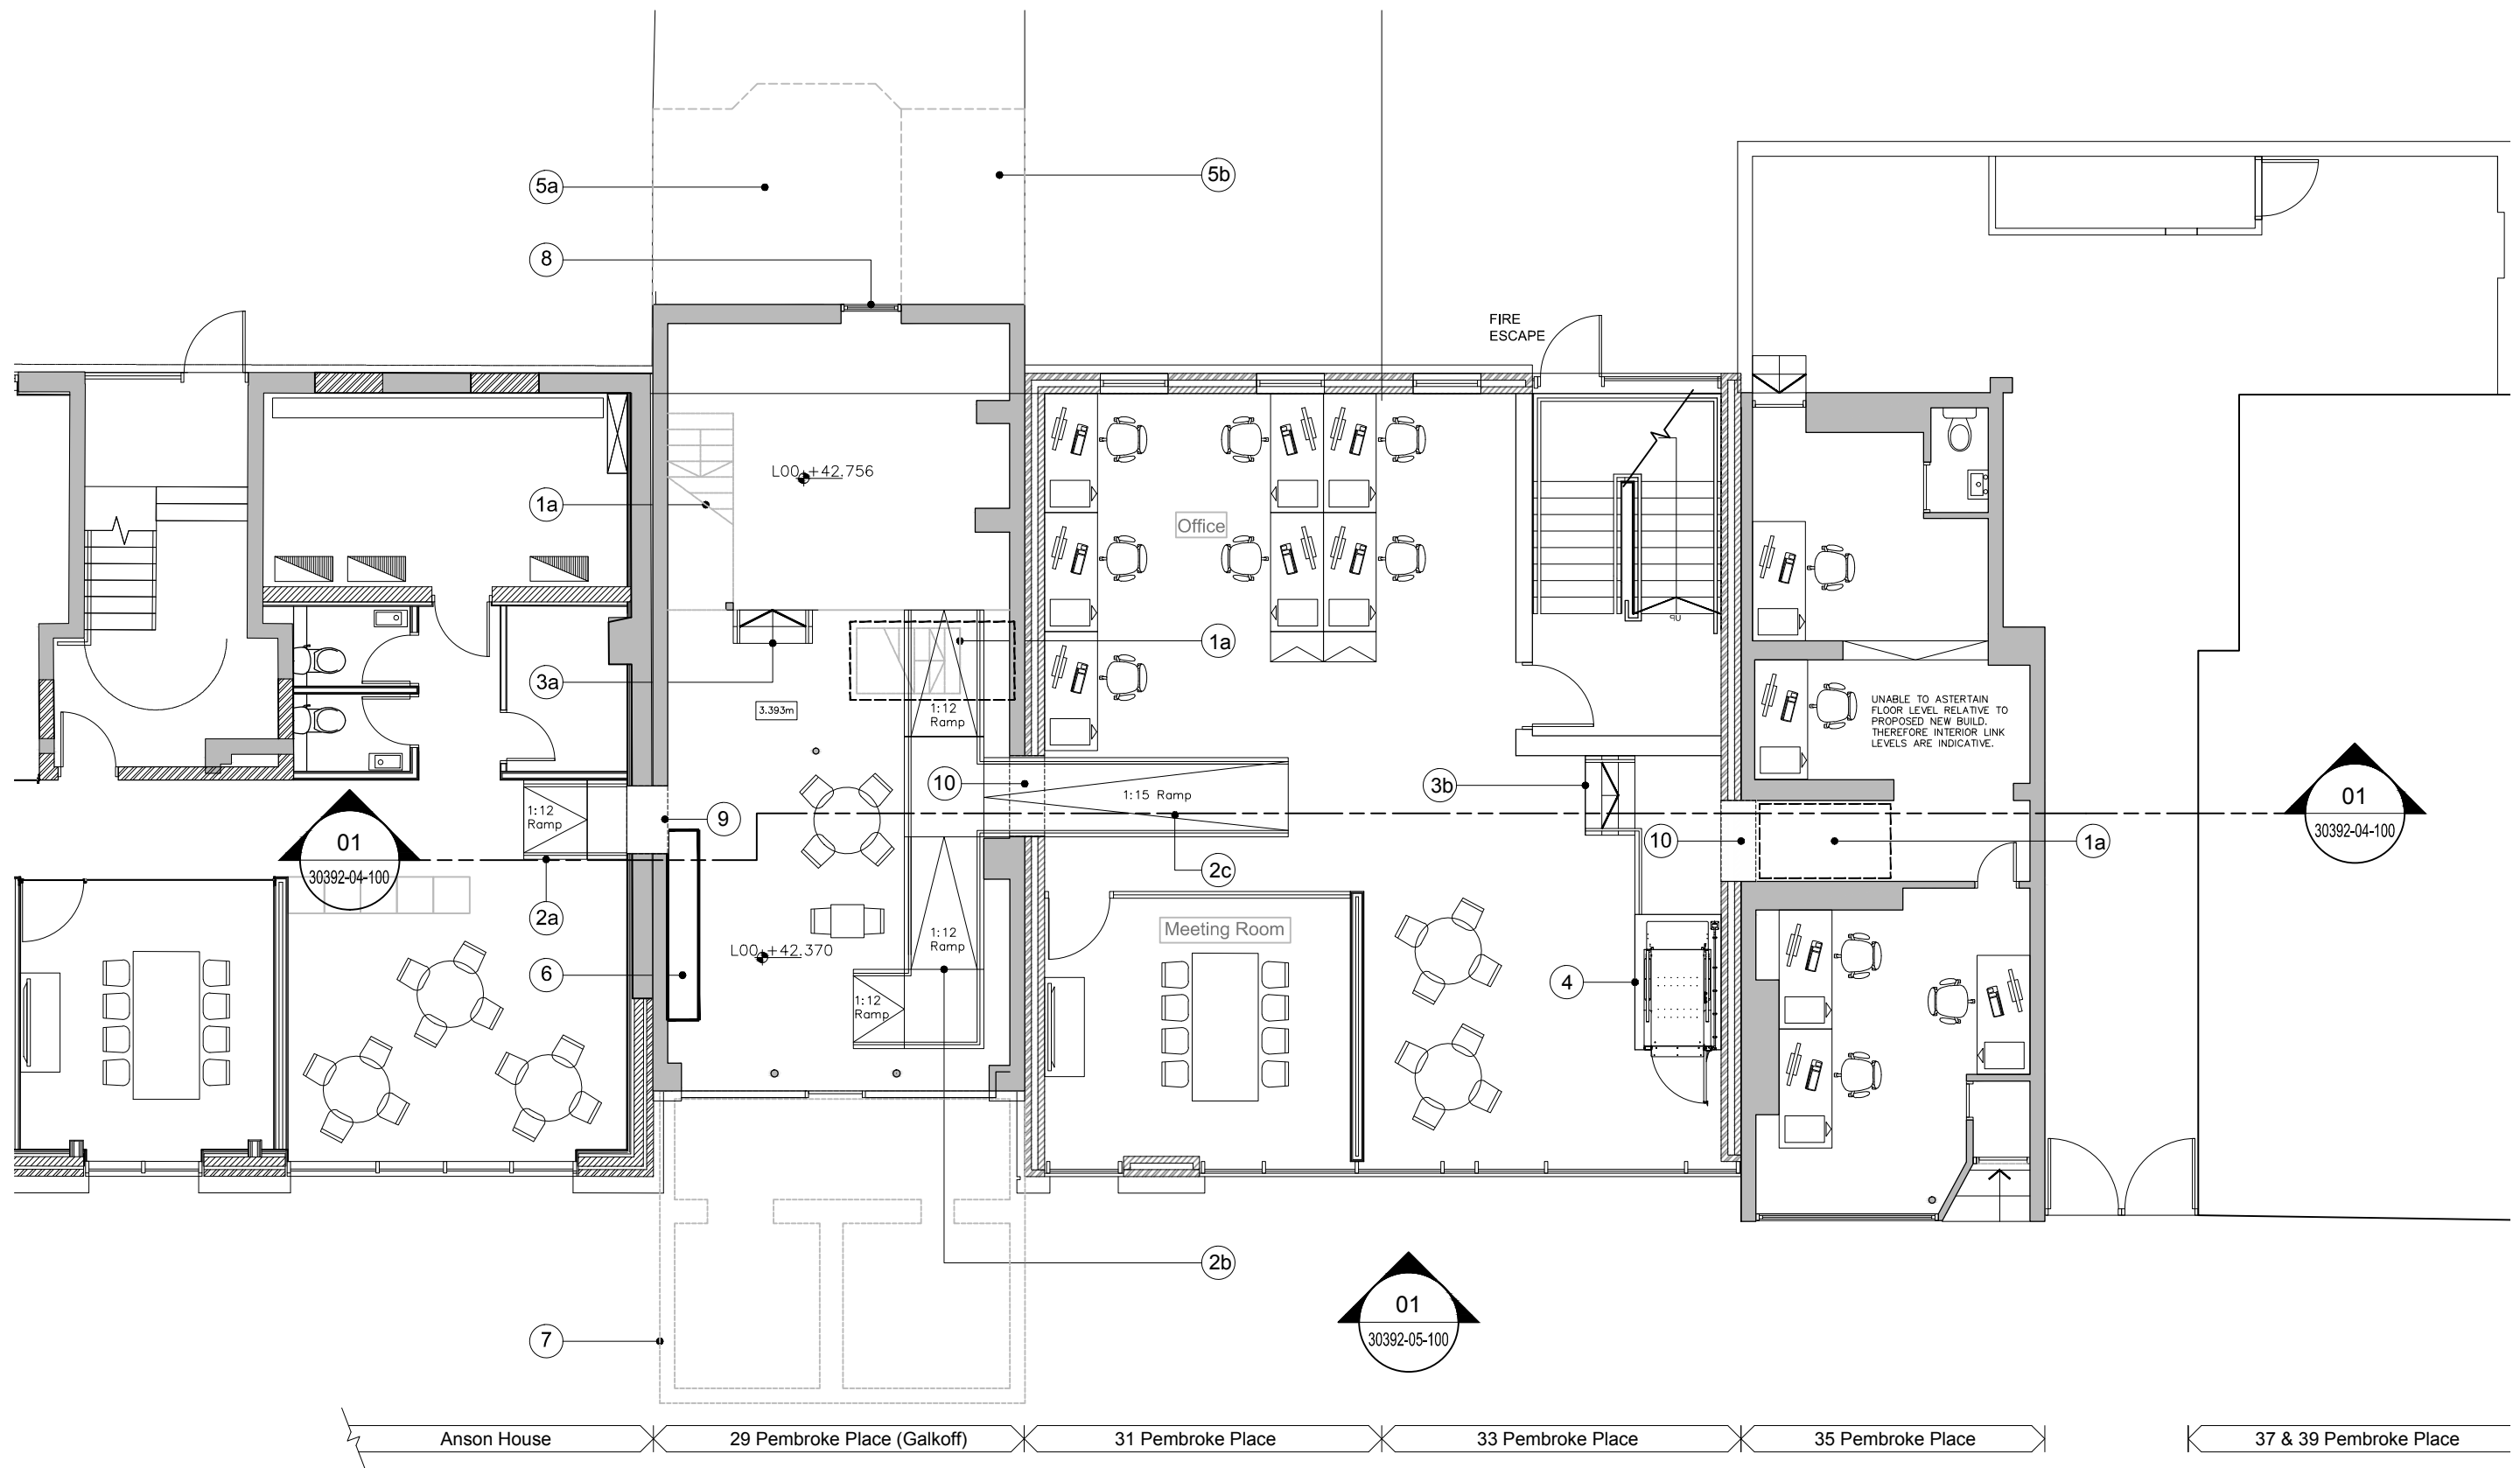 5a
5b
8
FIRE
ESCAPE
L00 +42.756
1a
Office
UP
1a
3a
3.393m
1:12
Ramp
UNABLE TO ASTERTAIN
FLOOR LEVEL RELATIVE TO
PROPOSED NEW BUILD.
THEREFORE INTERIOR LINK
LEVELS ARE INDICATIVE.
10
1:15 Ramp
3b
01
30392-04-100
1:12
Ramp
9
01
30392-04-100
10
1a
2c
2a
Meeting Room
1:12
Ramp
L00 +42.370
6
4
1:12
Ramp
2b
01
30392-05-100
7
Anson House
29 Pembroke Place (Galkoff)
31 Pembroke Place
33 Pembroke Place
35 Pembroke Place
37 & 39 Pembroke Place